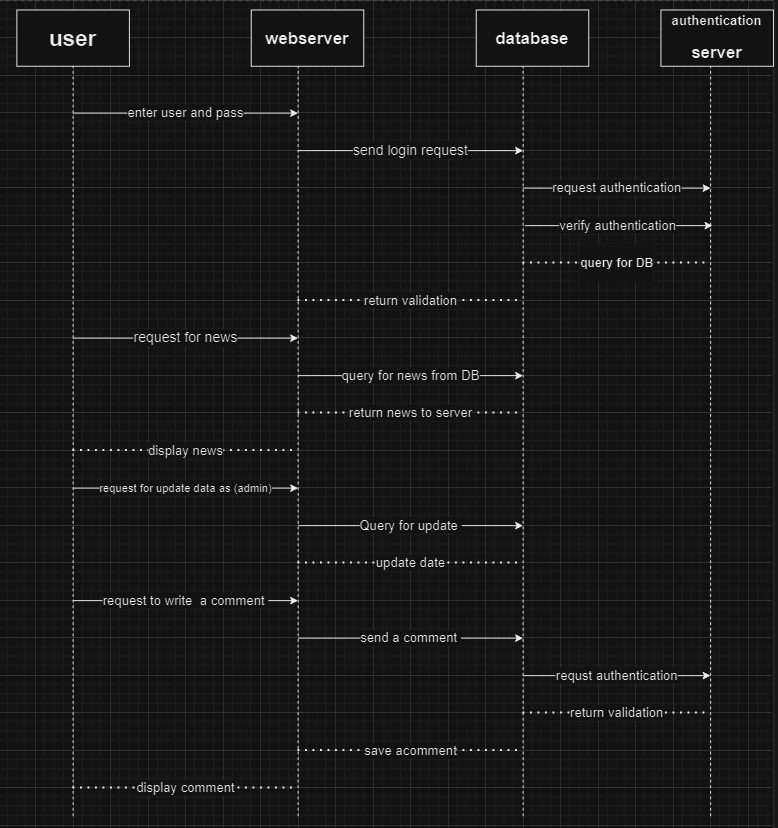 user
webserver
database
authentication
server
enter user and pass
send login request
request authentication
verify authentication
query for DB
return validation
request for news
query for news from DB
return news to server
display news
request for update data as (admin)
Query for update
update date
request to write  a comment
send a comment
requst authentication
return validation
save acomment
display comment